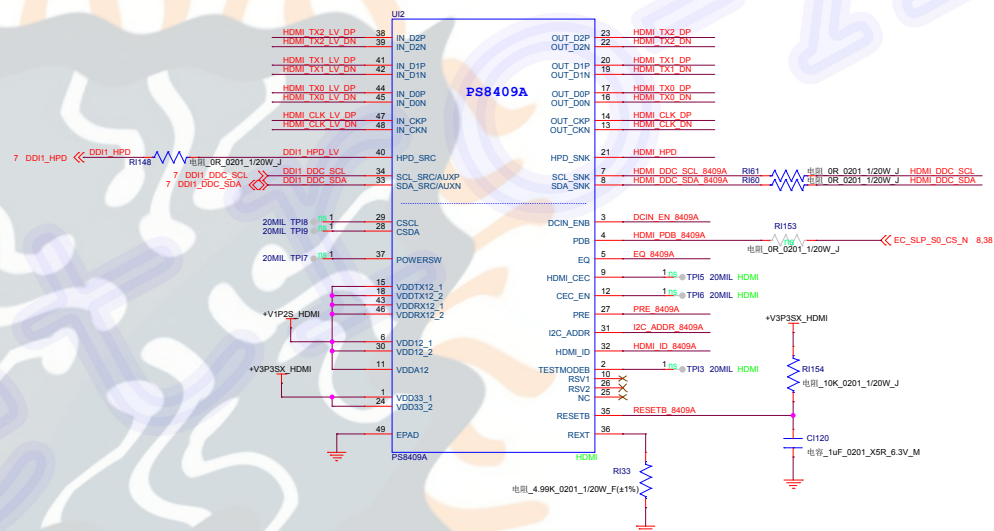 UI2
HDMI_TX2_LV_DP 38 IN_D2P OUT_D2P 23 HDMI_TX2_DP
HDMI_TX2_LV_DN 39 IN_D2N OUT_D2N 22 HDMI_TX2_DN
HDMI_TX1_LV_DP 41 IN_D1P OUT_D1P 20 HDMI_TX1_DP
HDMI_TX1_LV_DN 42 IN_D1N OUT_D1N 19 HDMI_TX1_DN
PS8409A
HDMI_TX0_LV_DP 44 IN_D0P OUT_D0P 17 HDMI_TX0_DP
HDMI_TX0_LV_DN 45 IN_D0N OUT_D0N 16 HDMI_TX0_DN
HDMI_CLK_LV_DP 47 IN_CKP OUT_CKP 14 HDMI_CLK_DP
HDMI_CLK_LV_DN 48 IN_CKN OUT_CKN 13 HDMI_CLK_DN
7 DDI1_HPD DDI1_HPD RI148 电阻_0R_0201_1/20W_J DDI1_HPD_LV 40 HPD_SRC HPD_SNK 21 HDMI_HPD
7 DDI1_DDC_SCL DDI1_DDC_SCL 34 SCL_SRC/AUXP SCL_SNK 7 HDMI_DDC_SCL_8409A RI61 电阻_0R_0201_1/20W_J HDMI_DDC_SCL
7 DDI1_DDC_SDA DDI1_DDC_SDA 33 SDA_SRC/AUXN SDA_SNK 8 HDMI_DDC_SDA_8409A RI60 电阻_0R_0201_1/20W_J HDMI_DDC_SDA
20MIL TPI8 ns 1 29 CSCL DCIN_ENB 3 DCIN_EN_8409A
20MIL TPI9 ns 1 28 CSDA
RI153
PDB 4 HDMI_PDB_8409A ns EC_SLP_S0_CS_N 8,38
电阻_0R_0201_1/20W_J
20MIL TPI7 ns 1 37 POWERSW EQ 5 EQ_8409A
HDMI_CEC 9 1 ns TPI5 20MIL HDMI
15 VDDTX12_1
18 VDDTX12_2 CEC_EN 12 1 ns TPI6 20MIL HDMI
43 VDDRX12_1
46 VDDRX12_2 PRE 27 PRE_8409A
+V1P2S_HDMI +V3P3SX_HDMI
I2C_ADDR 31 I2C_ADDR_8409A
6 VDD12_1
30 VDD12_2 HDMI_ID 32 HDMI_ID_8409A
+V3P3SX_HDMI 11 VDDA12 TESTMODEB 2 1 ns TPI3 20MIL HDMI
RI154
RSV1 10
RSV2 26
电阻_10K_0201_1/20W_J
1 VDD33_1 NC 25
24 VDD33_2
RESETB 35 RESETB_8409A
49 EPAD REXT 36
CI120
电容_1uF_0201_X5R_6.3V_M
PS8409A HDMI
RI33
电阻_4.99K_0201_1/20W_F(±1%)